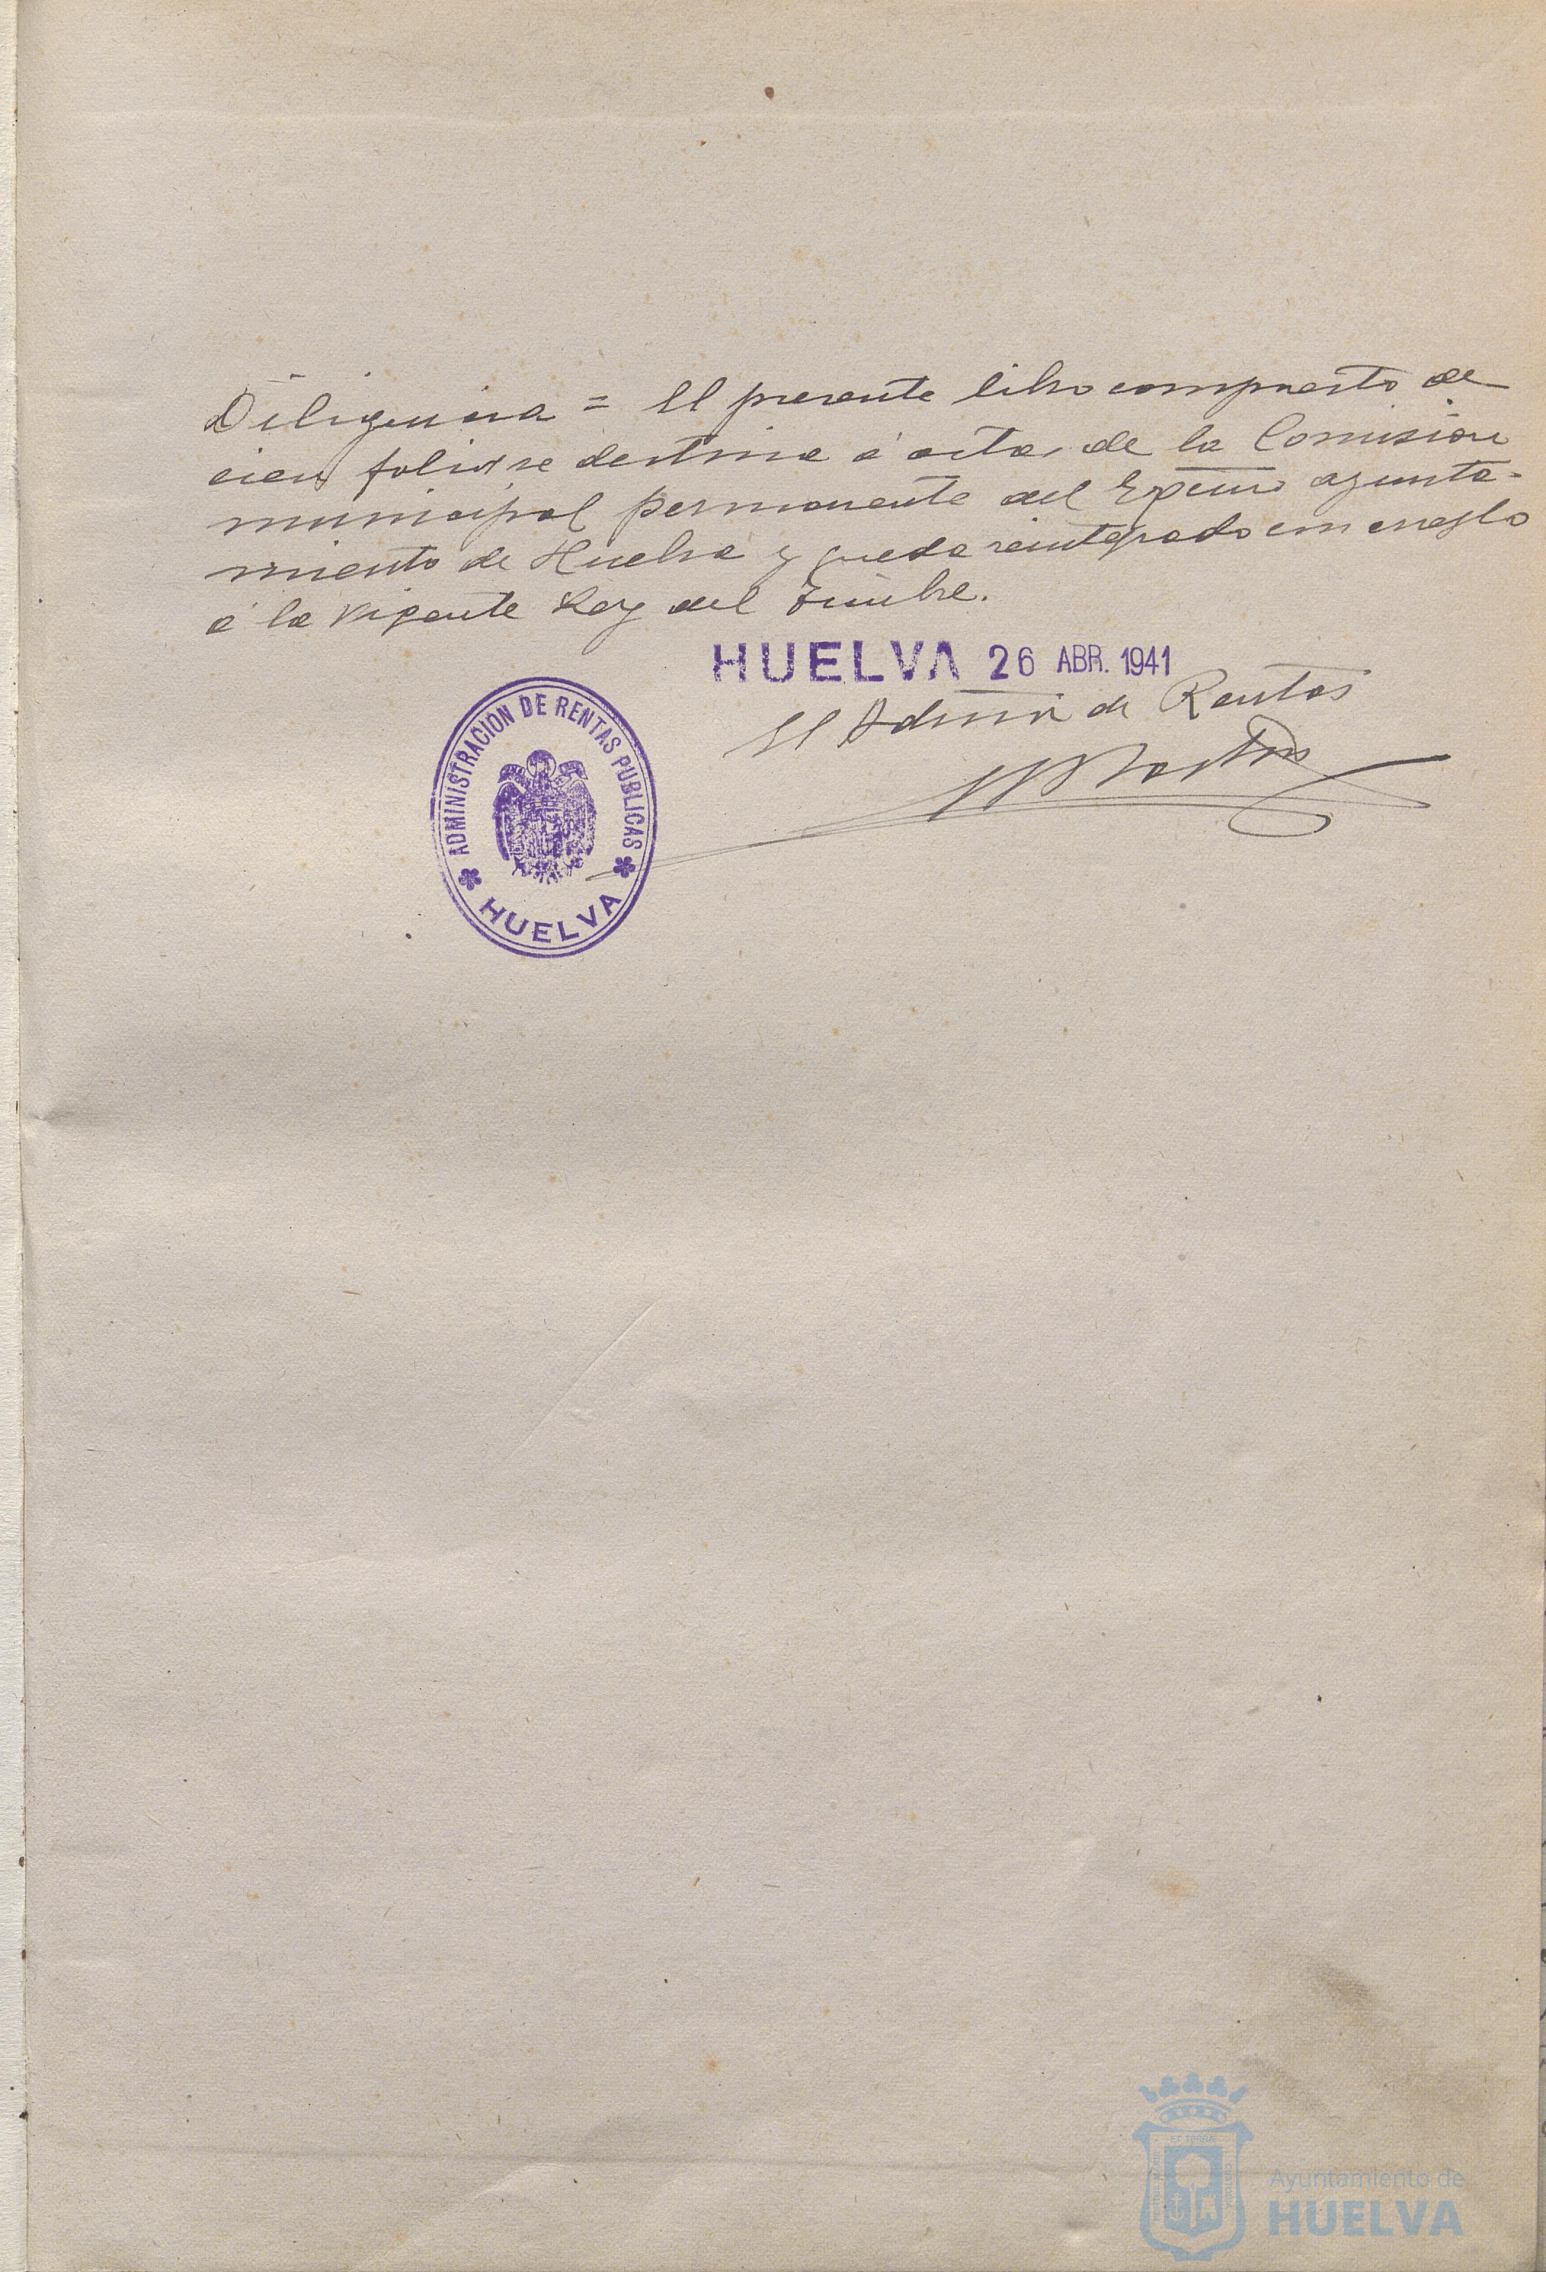 Diligencia = El presente libro compuesto de
cien folios se destina á actas de la Comision
municipal permanente del Excmo ayunta-
miento de Huelva y queda reintegrado con areglo
á la vigente Ley del Timbre.
HUELVA 26 ABR. 1941
El Admor de Rentas
ADMINISTRACION DE RENTAS PUBLICAS
HUELVA
Ayuntamiento de
HUELVA